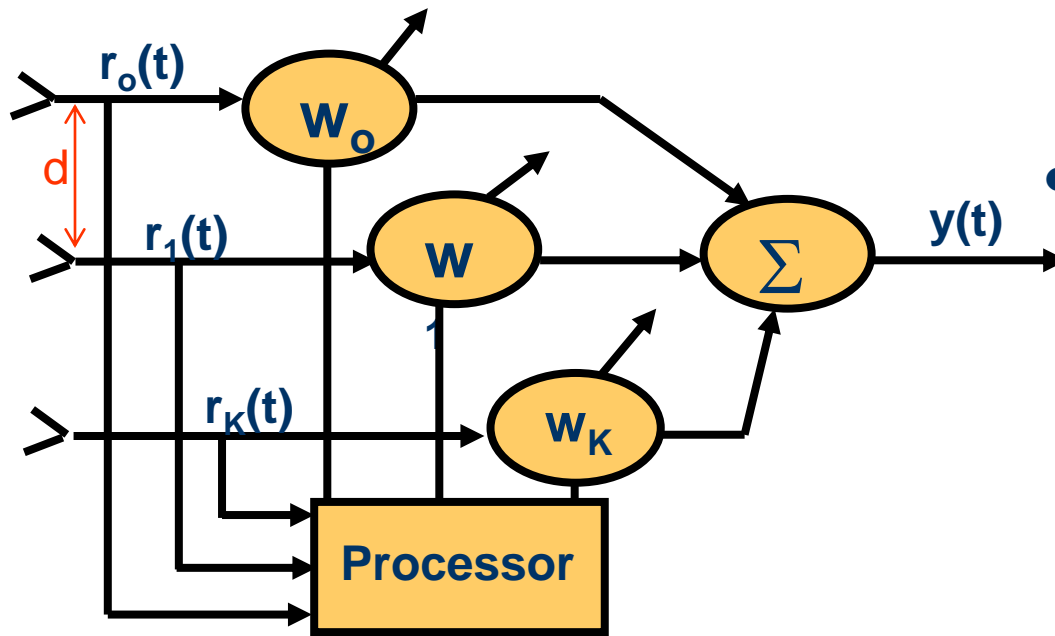 r_o(t)
w_o
d
r_1(t)
w
1
Σ
y(t)
r_K(t)
w_K
Processor